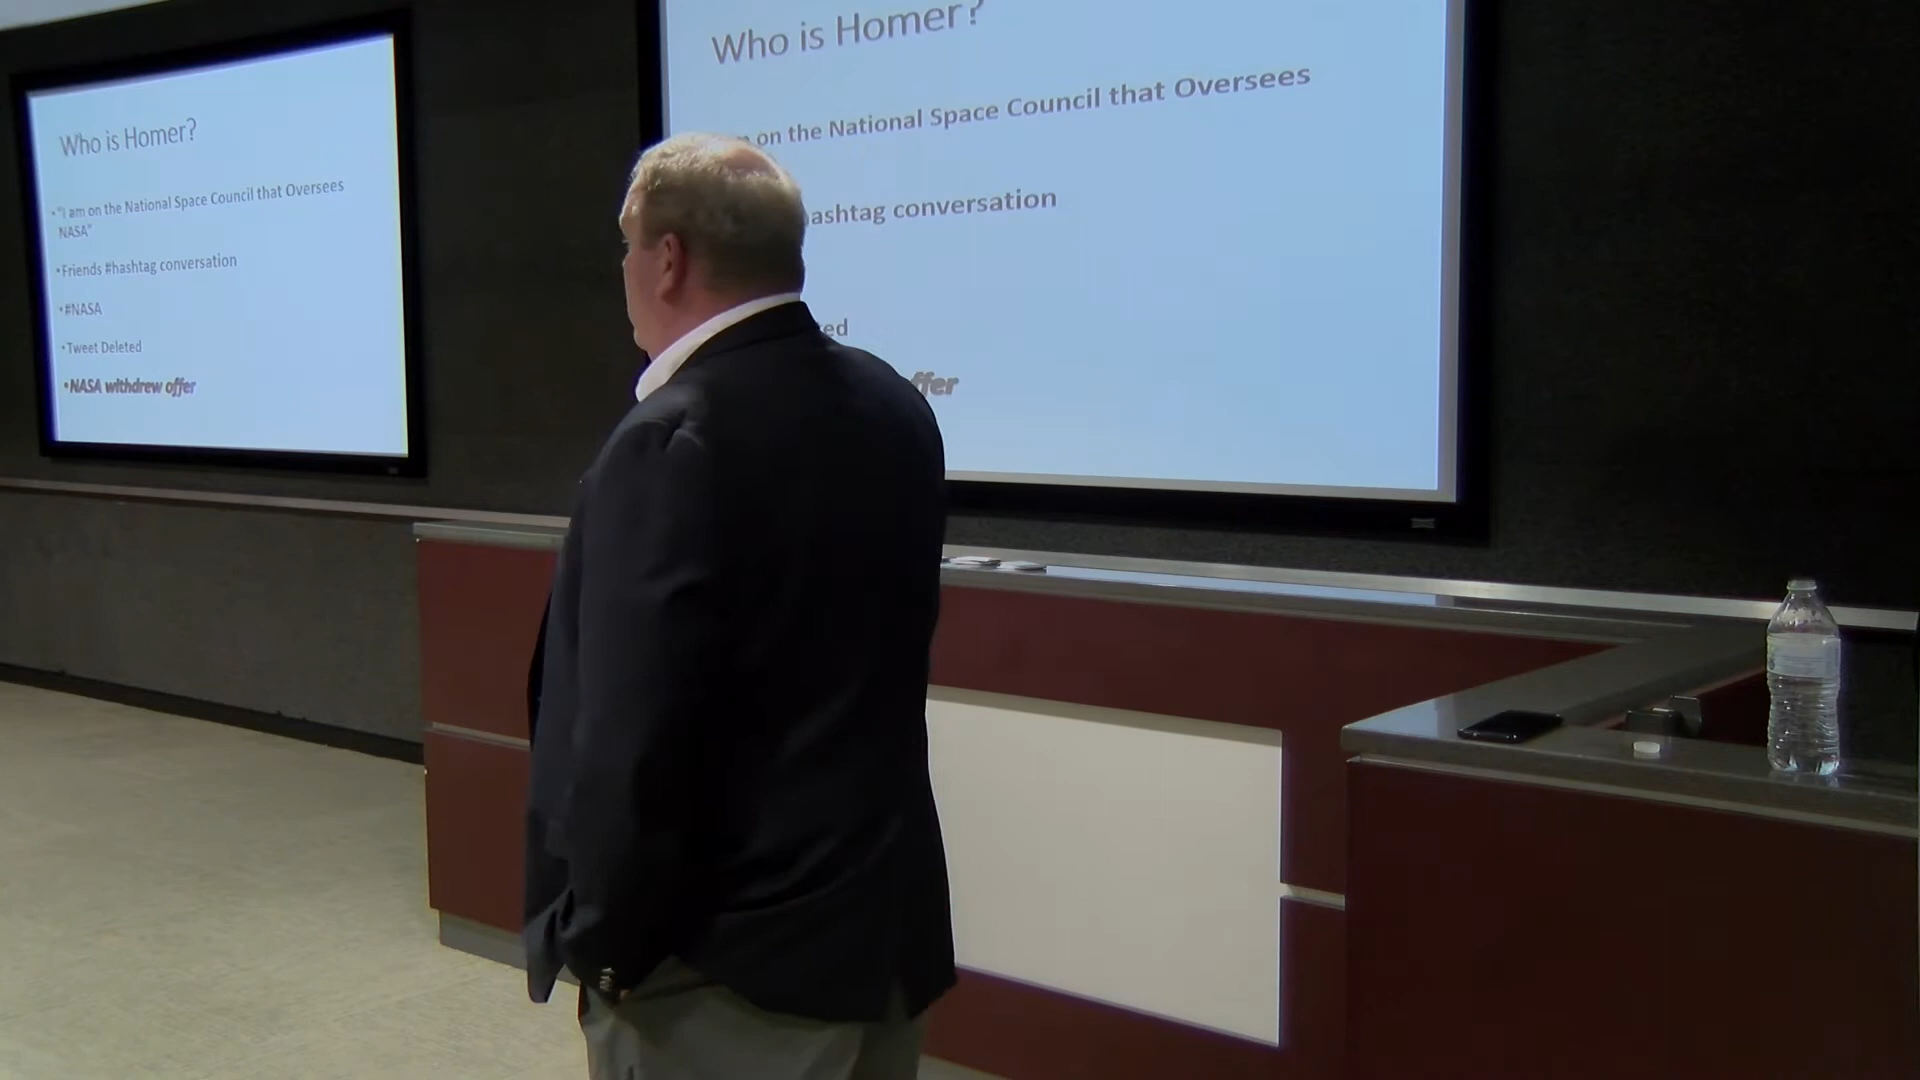 Who is Homer?
•"I am on the National Space Council that Oversees
NASA"
•Friends #hashtag conversation
•#NASA
•Tweet Deleted
•NASA withdrew offer
Who is Homer?
on the National Space Council that Oversees
ashtag conversation
ed
ffer